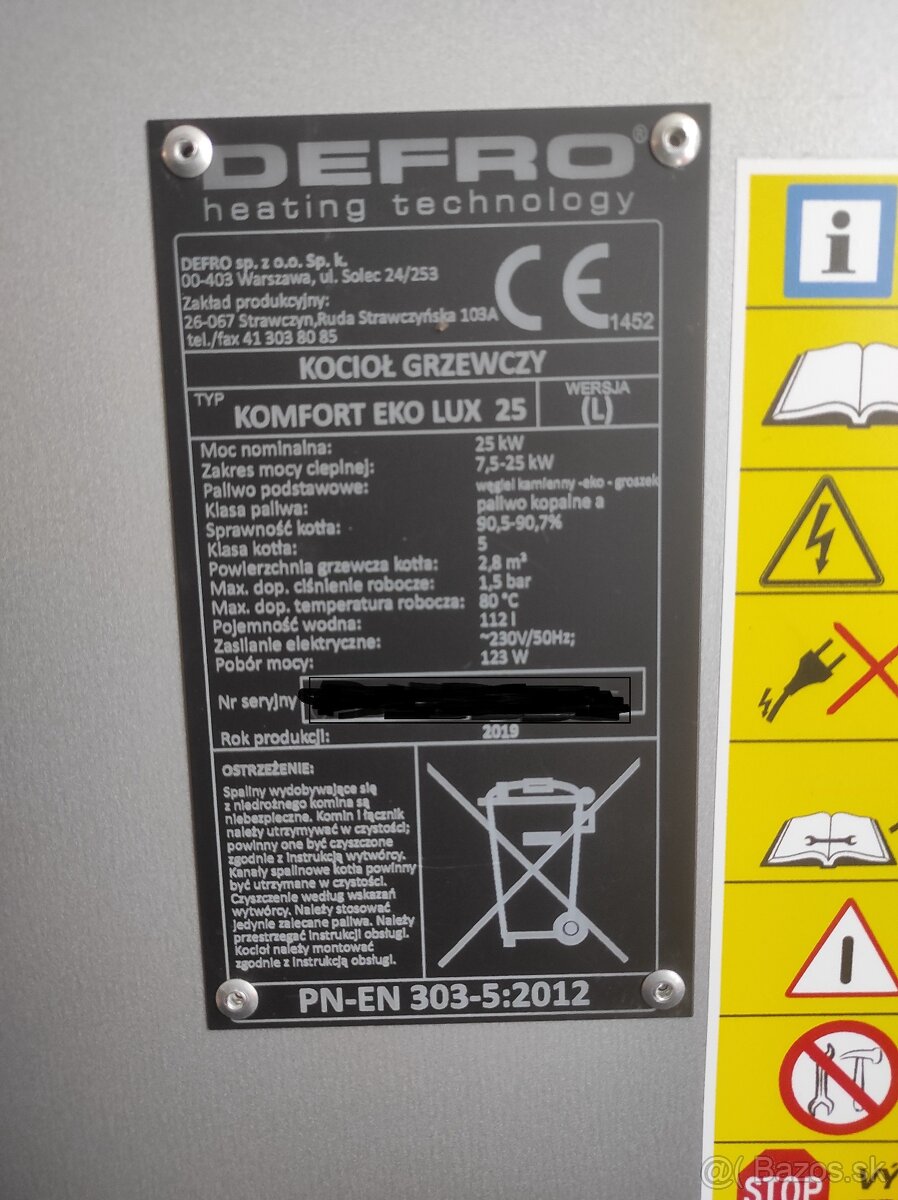 DEFRO®
heating technology
DEFRO sp. z o.o. Sp. k.
00-403 Warszawa, ul. Solec 24/253
Zakład produkcyjny:
26-067 Strawczyn,Ruda Strawczyńska 103A
tel./fax 41 303 80 85
CE
1452
KOCIOŁ GRZEWCZY
TYP
KOMFORT EKO LUX 25
WERSJA
(L)
Moc nominalna: 25 kW
Zakres mocy cieplnej: 7,5-25 kW
Paliwo podstawowe: węgiel kamienny -eko - groszek
Klasa paliwa: paliwo kopalne a
Sprawność kotła: 90,5-90,7%
Klasa kotła: 5
Powierzchnia grzewcza kotła: 2,8 m²
Max. dop. ciśnienie robocze: 1,5 bar
Max. dop. temperatura robocza: 80 °C
Pojemność wodna: 112 l
Zasilanie elektryczne: ~230V/50Hz;
Pobór mocy: 123 W
Nr seryjny
Rok produkcji: 2019
OSTRZEŻENIE:
Spaliny wydobywające się
z niedrożnego komina są
niebezpieczne. Komin i łącznik
należy utrzymywać w czystości;
powinny one być czyszczone
zgodnie z instrukcją wytwórcy.
Kanały spalinowe kotła powinny
być utrzymane w czystości.
Czyszczenie według wskazań
wytwórcy. Należy stosować
jedynie zalecane paliwa. Należy
przestrzegać instrukcji obsługi.
Kocioł należy montować
zgodnie z instrukcją obsługi.
PN-EN 303-5:2012
i
STOP
VÝ
@( Bazos.sk